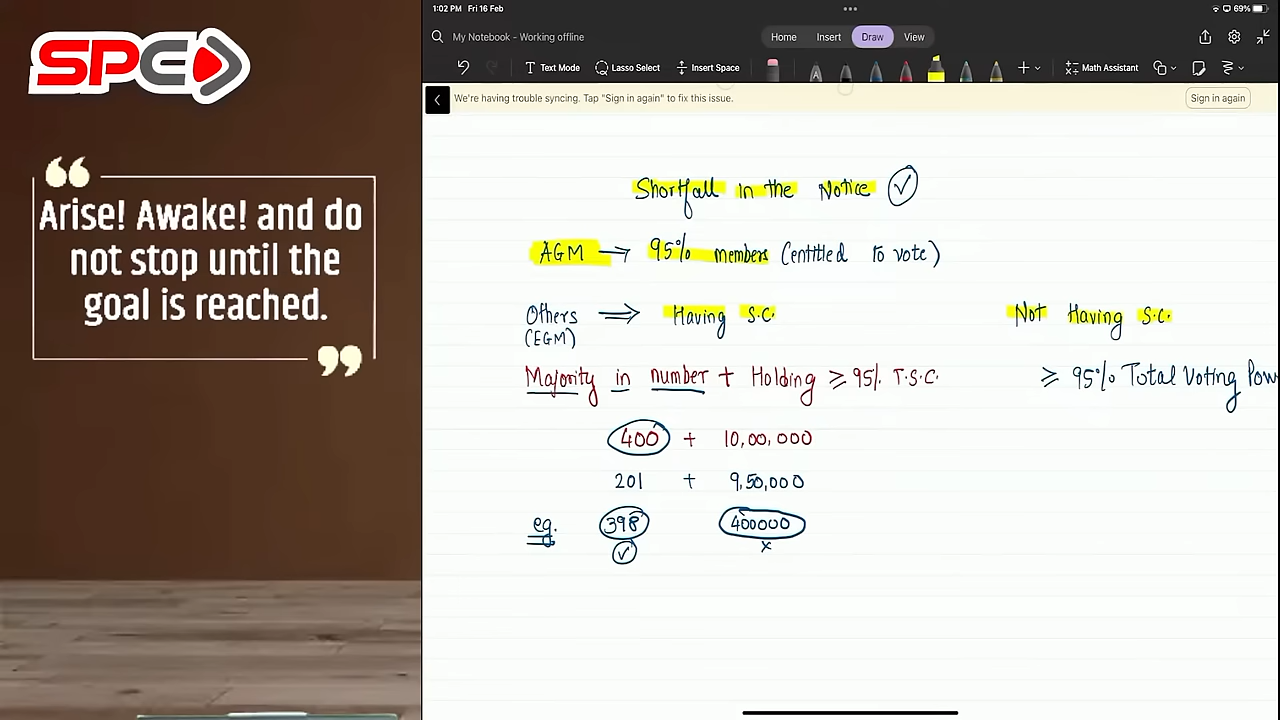 SPC
“
Arise! Awake! and do
not stop until the
goal is reached.
”
1:02 PM Fri 16 Feb
69%
My Notebook - Working offline
Home Insert Draw View
Text Mode Lasso Select Insert Space Math Assistant
We're having trouble syncing. Tap "Sign in again" to fix this issue.
Sign in again
Shortfall in the Notice ✓
AGM → 95% members (entitled to vote)
Others ⇒ Having S.C. Not Having S.C.
(EGM)
Majority in number + Holding ≥ 95% T.S.C. ≥ 95% Total Voting Pow
400 + 10,00,000
201 + 9,50,000
eg. 398 400000
✓ x